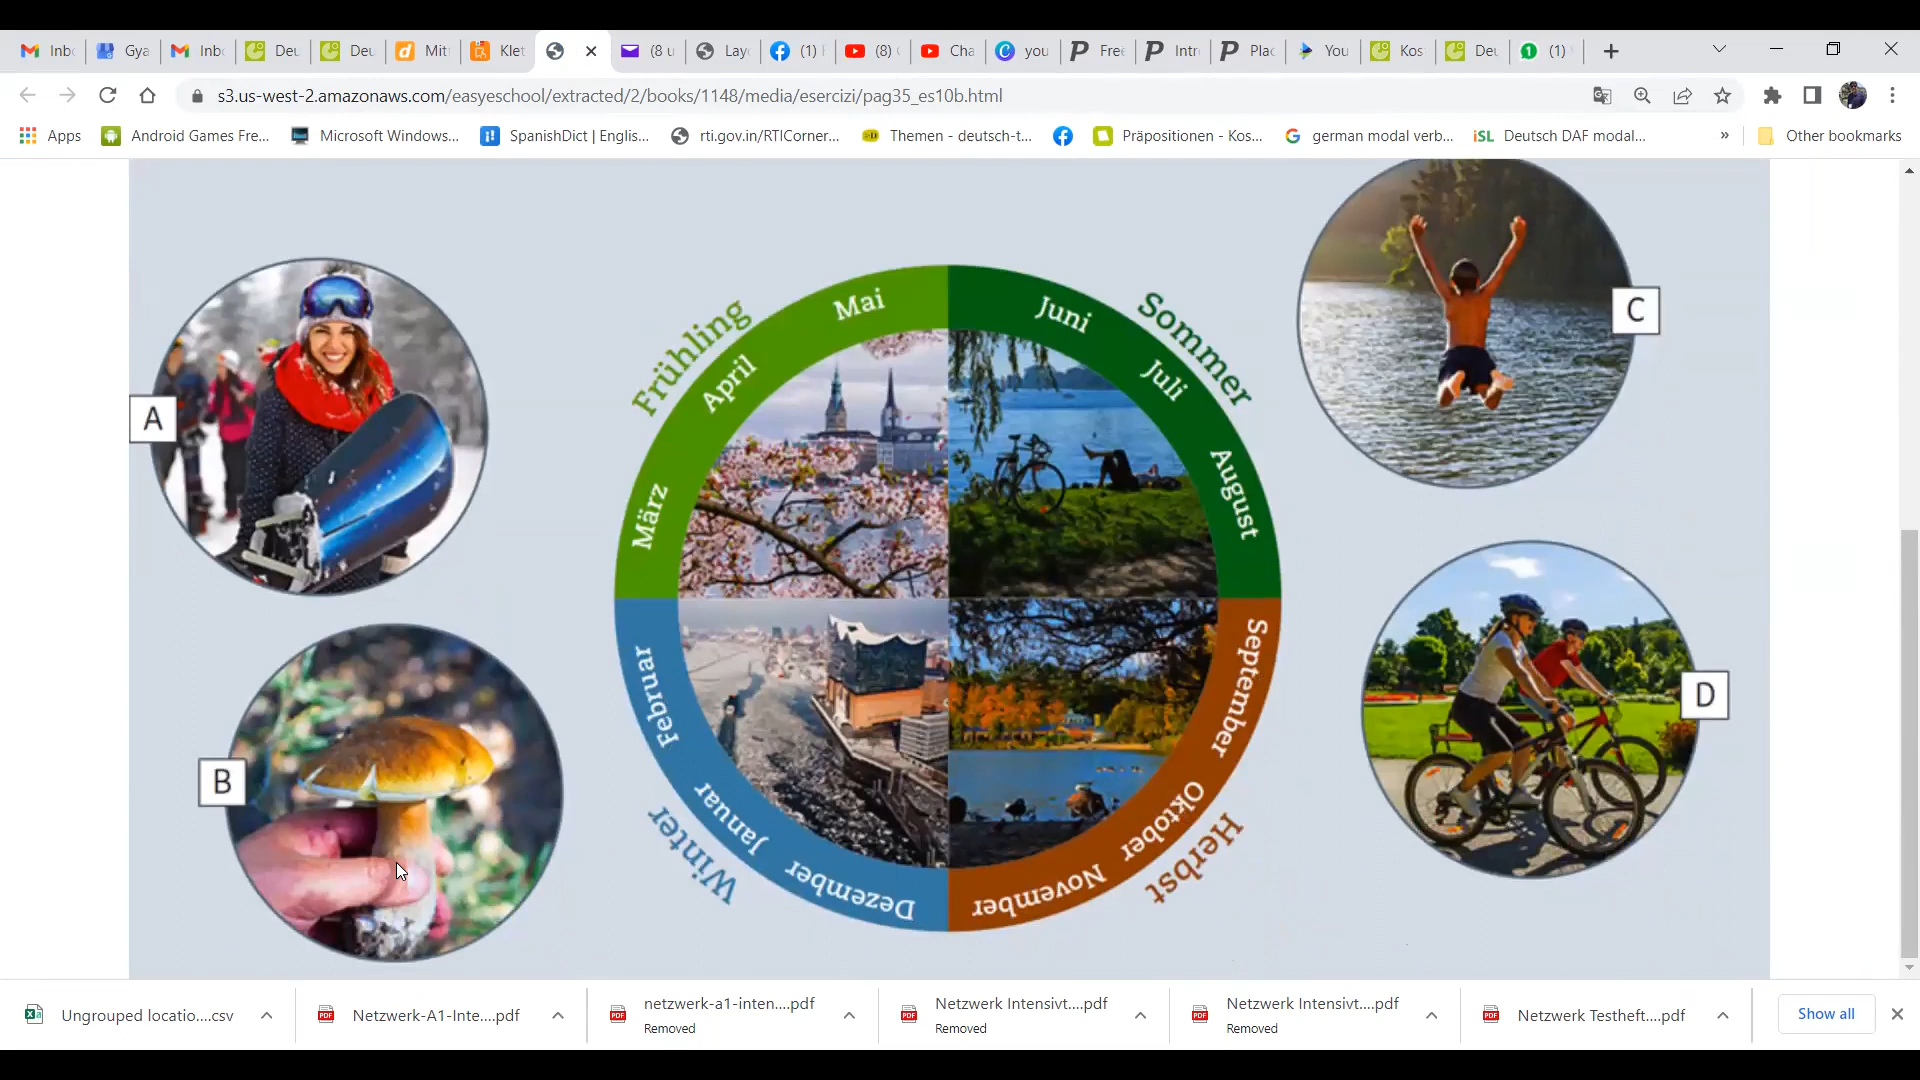 Inbo
Gya
Inbo
Deu
Deu
Mit
Klet
(8 u
Layo
(1)
(8)
Cha
you
Free
Intr
Plac
You
Kos
Deu
(1)
s3.us-west-2.amazonaws.com/easyeschool/extracted/2/books/1148/media/esercizi/pag35_es10b.html
Apps
Android Games Fre...
Microsoft Windows...
SpanishDict | Englis...
rti.gov.in/RTICorner...
Themen - deutsch-t...
Präpositionen - Kos...
german modal verb...
iSL
Deutsch DAF modal...
»
Other bookmarks
A
B
C
D
Frühling
März
April
Mai
Sommer
Juni
Juli
August
Herbst
September
Oktober
November
Winter
Dezember
Januar
Februar
Ungrouped locatio....csv
Netzwerk-A1-Inte....pdf
netzwerk-a1-inten....pdf
Removed
Netzwerk Intensivt....pdf
Removed
Netzwerk Intensivt....pdf
Removed
Netzwerk Testheft....pdf
Show all